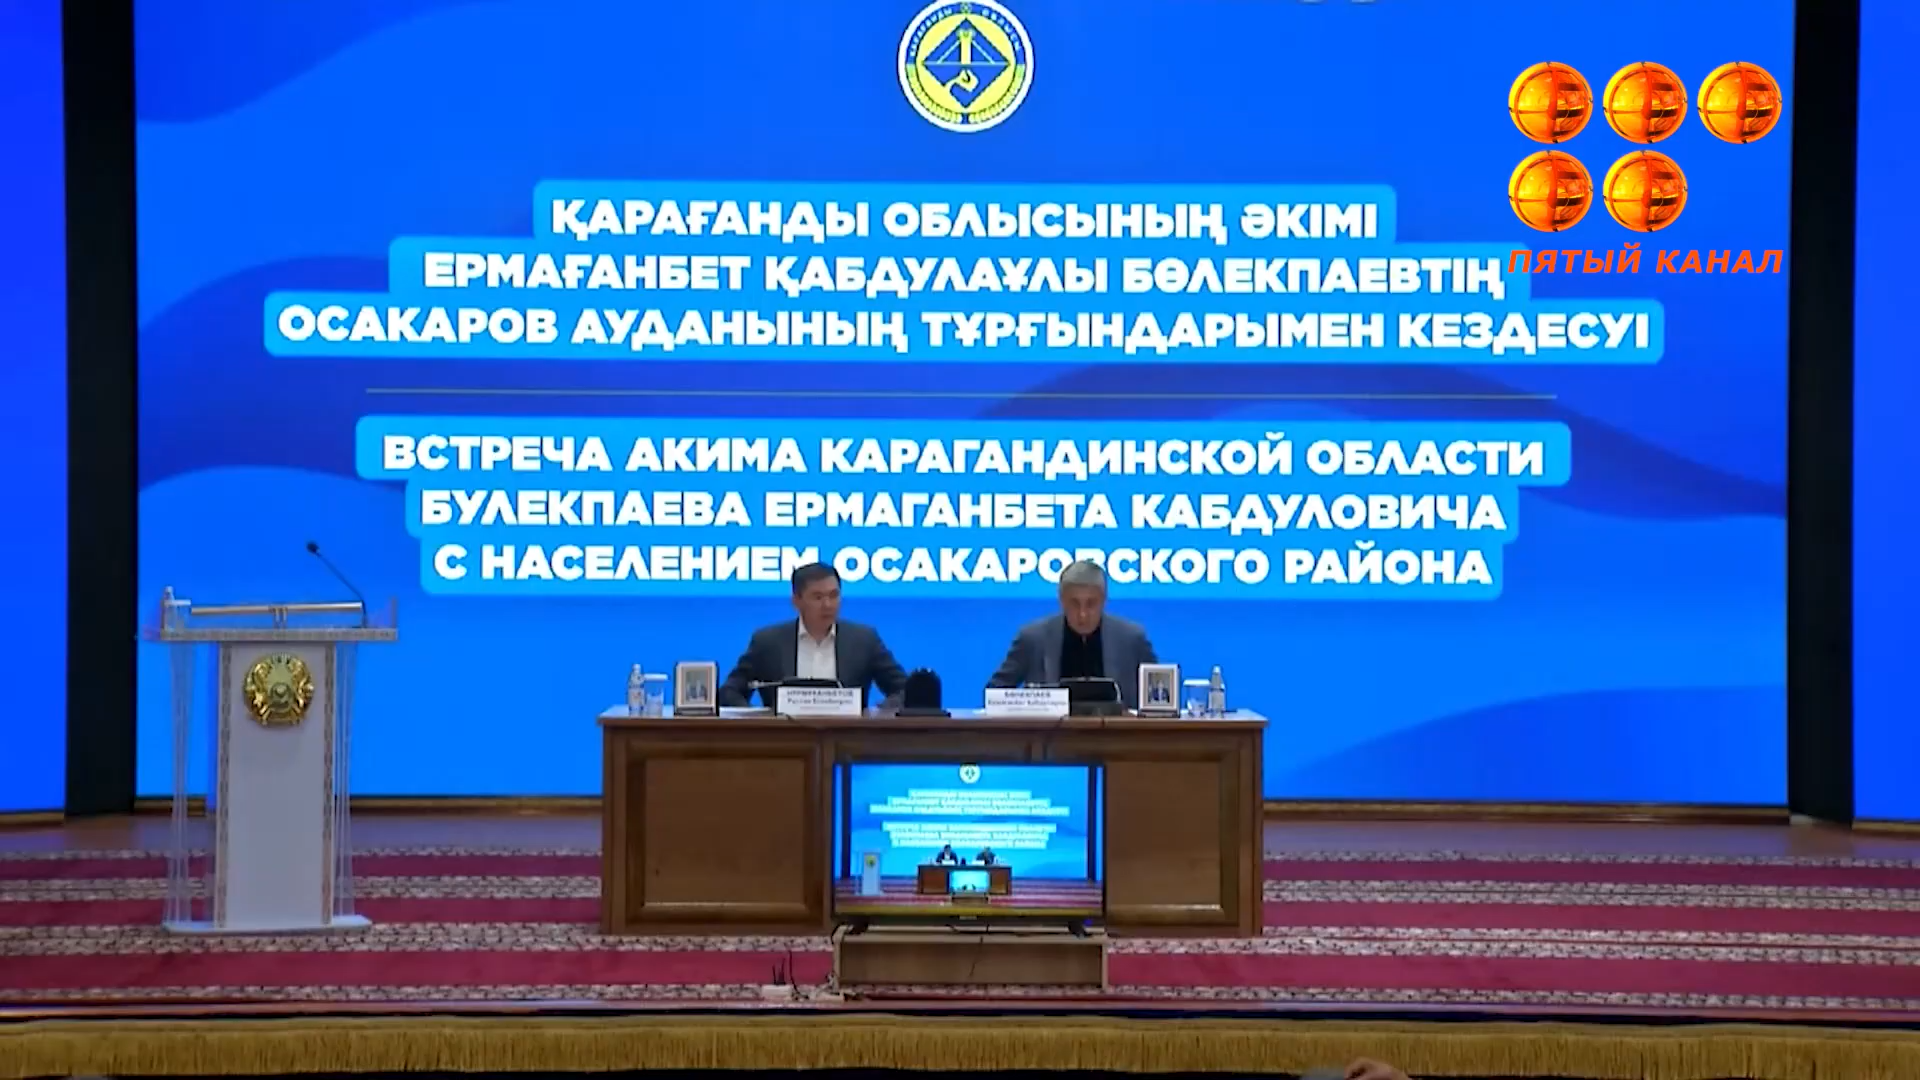 ҚАРАҒАНДЫ ОБЛЫСЫНЫҢ ӘКІМІ
ЕРМАҒАНБЕТ ҚАБДУЛАҰЛЫ БӨЛЕКПАЕВТІҢ
ОСАКАРОВ АУДАНЫНЫҢ ТҰРҒЫНДАРЫМЕН КЕЗДЕСУІ
ВСТРЕЧА АКИМА КАРАГАНДИНСКОЙ ОБЛАСТИ
БУЛЕКПАЕВА ЕРМАГАНБЕТА КАБДУЛОВИЧА
С НАСЕЛЕНИЕМ ОСАКАРОВСКОГО РАЙОНА
ПЯТЫЙ КАНАЛ